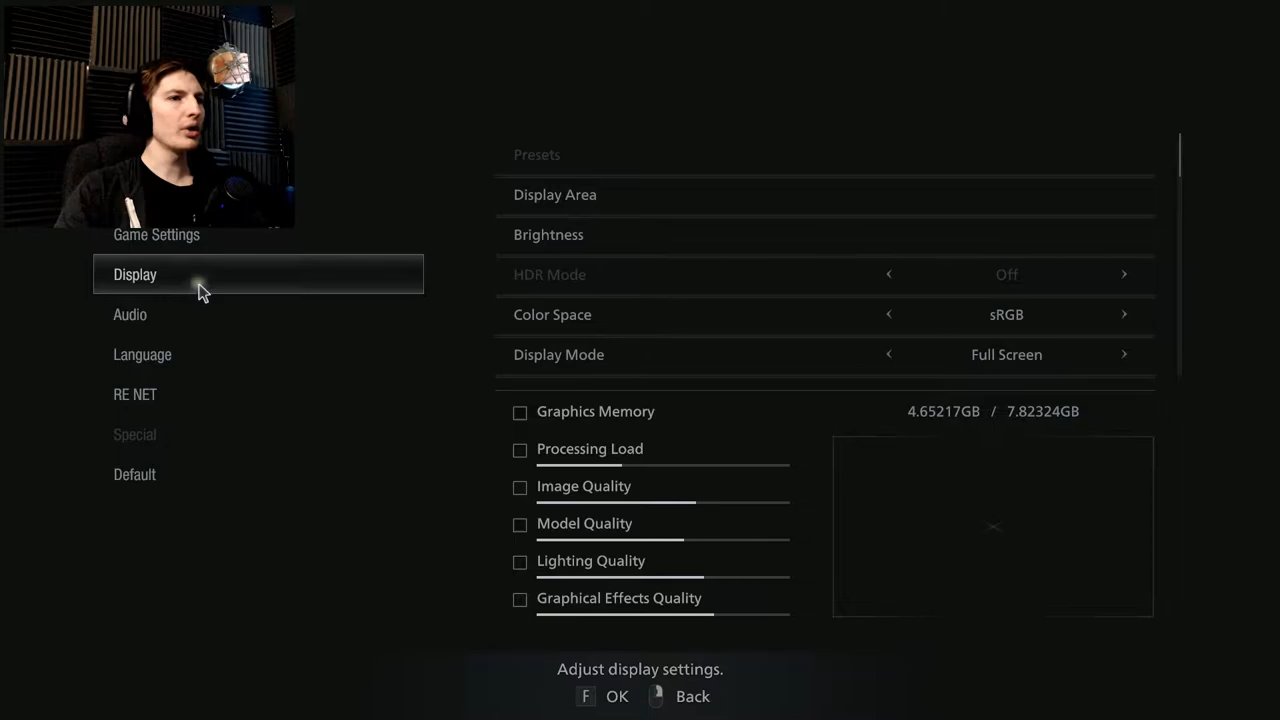 Game Settings
Display
Audio
Language
RE NET
Special
Default
Presets
Display Area
Brightness
HDR Mode Off
Color Space sRGB
Display Mode Full Screen
Graphics Memory 4.65217GB / 7.82324GB
Processing Load
Image Quality
Model Quality
Lighting Quality
Graphical Effects Quality
Adjust display settings.
F OK Back